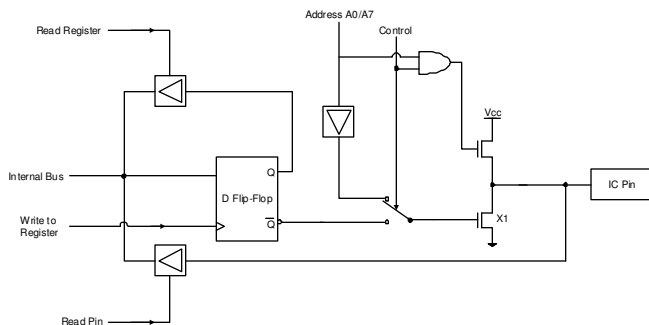 Address A0/A7
Read Register
Control
Vcc
Internal Bus
Q
D Flip-Flop
IC Pin
Write to
Register
Q
X1
Read Pin